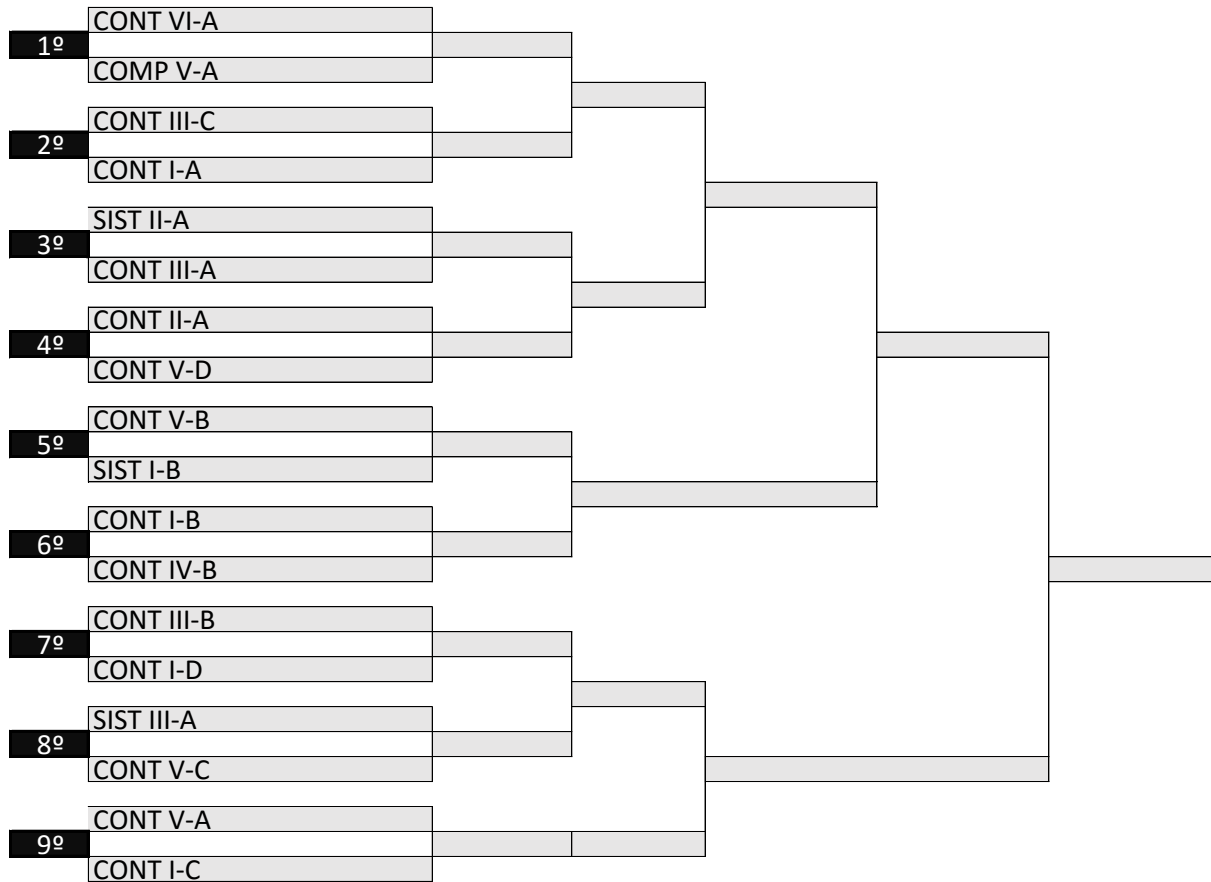 CONT VI-A
1º
COMP V-A
CONT III-C
2º
CONT I-A
SIST II-A
3º
CONT III-A
CONT II-A
4º
CONT V-D
CONT V-B
5º
SIST I-B
CONT I-B
6º
CONT IV-B
CONT III-B
7º
CONT I-D
SIST III-A
8º
CONT V-C
CONT V-A
9º
CONT I-C